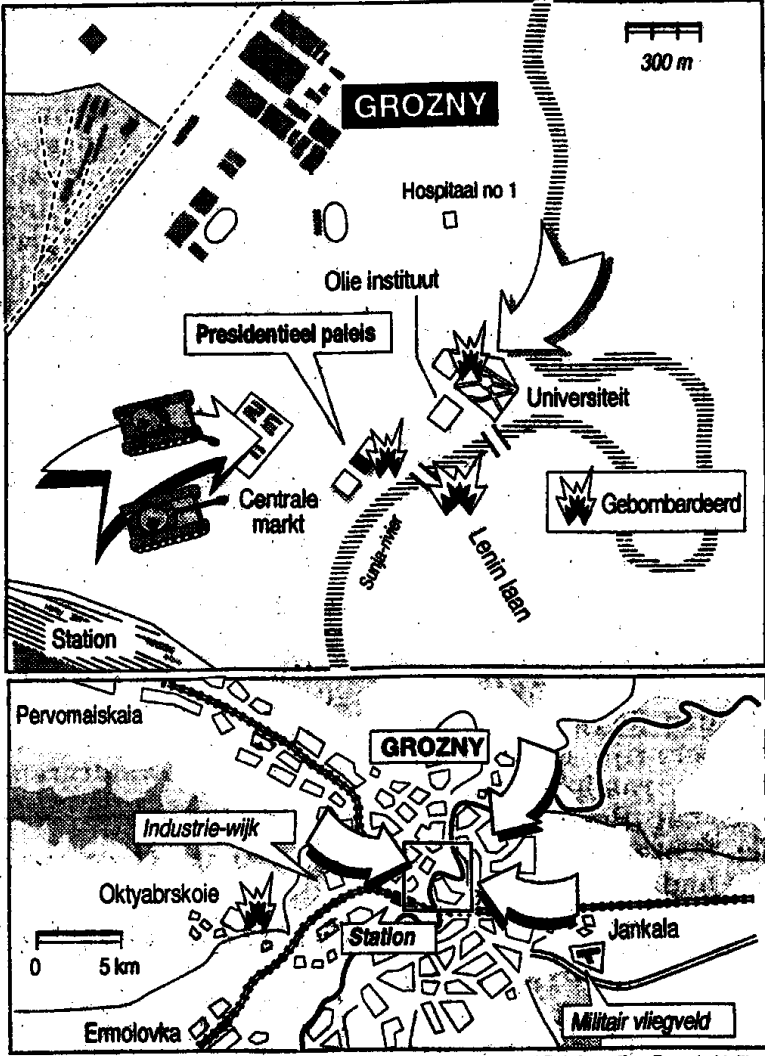 300 m
GROZNY
Hospitaal no 1
Olie instituut
Presidentieel paleis
Universiteit
Centrale
markt
Gebombardeerd
Sunja-rivier
Lenin laan
Station
Pervomaiskaia
GROZNY
Industrie-wijk
Oktyabrskoie
Station
Jankala
0 5 km
Militair vliegveld
Ermolovka